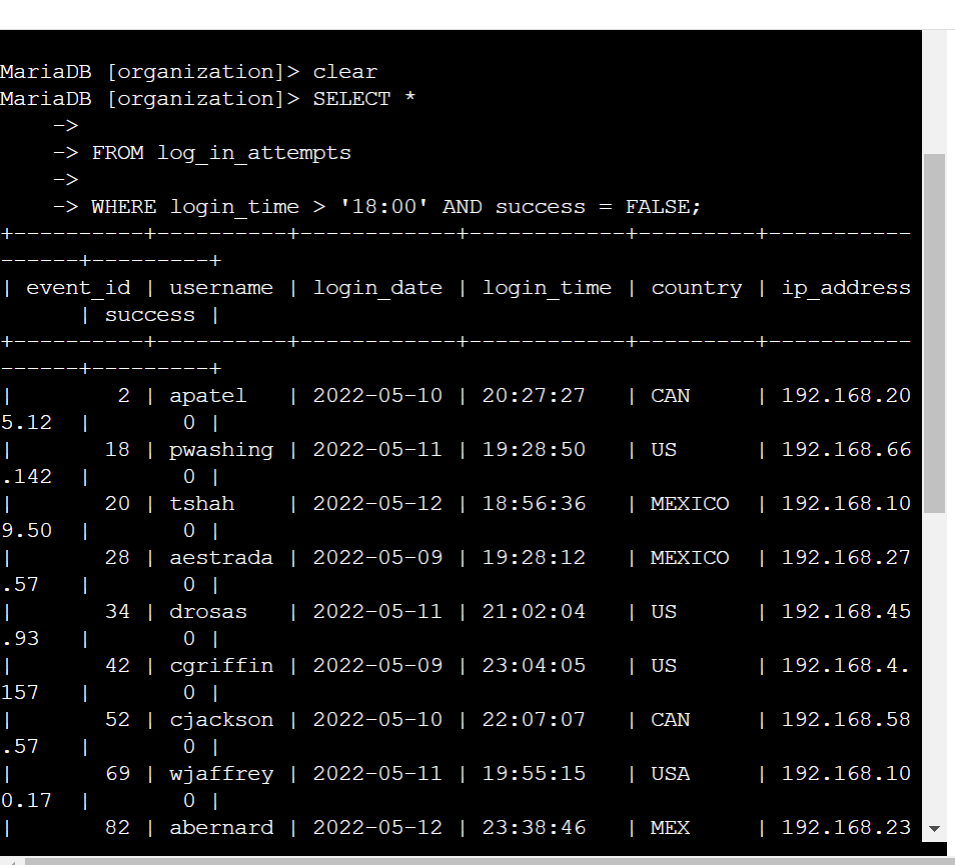 MariaDB [organization]> clear
MariaDB [organization]> SELECT *
    ->
    -> FROM log_in_attempts
    ->
    -> WHERE login_time > '18:00' AND success = FALSE;
+----------+----------+------------+------------+---------+-----------
------+---------+
| event_id | username | login_date | login_time | country | ip_address
      | success |
+----------+----------+------------+------------+---------+-----------
------+---------+
|        2 | apatel   | 2022-05-10 | 20:27:27   | CAN     | 192.168.20
5.12  |       0 |
|       18 | pwashing | 2022-05-11 | 19:28:50   | US      | 192.168.66
.142  |       0 |
|       20 | tshah    | 2022-05-12 | 18:56:36   | MEXICO  | 192.168.10
9.50  |       0 |
|       28 | aestrada | 2022-05-09 | 19:28:12   | MEXICO  | 192.168.27
.57   |       0 |
|       34 | drosas   | 2022-05-11 | 21:02:04   | US      | 192.168.45
.93   |       0 |
|       42 | cgriffin | 2022-05-09 | 23:04:05   | US      | 192.168.4.
157   |       0 |
|       52 | cjackson | 2022-05-10 | 22:07:07   | CAN     | 192.168.58
.57   |       0 |
|       69 | wjaffrey | 2022-05-11 | 19:55:15   | USA     | 192.168.10
0.17  |       0 |
|       82 | abernard | 2022-05-12 | 23:38:46   | MEX     | 192.168.23